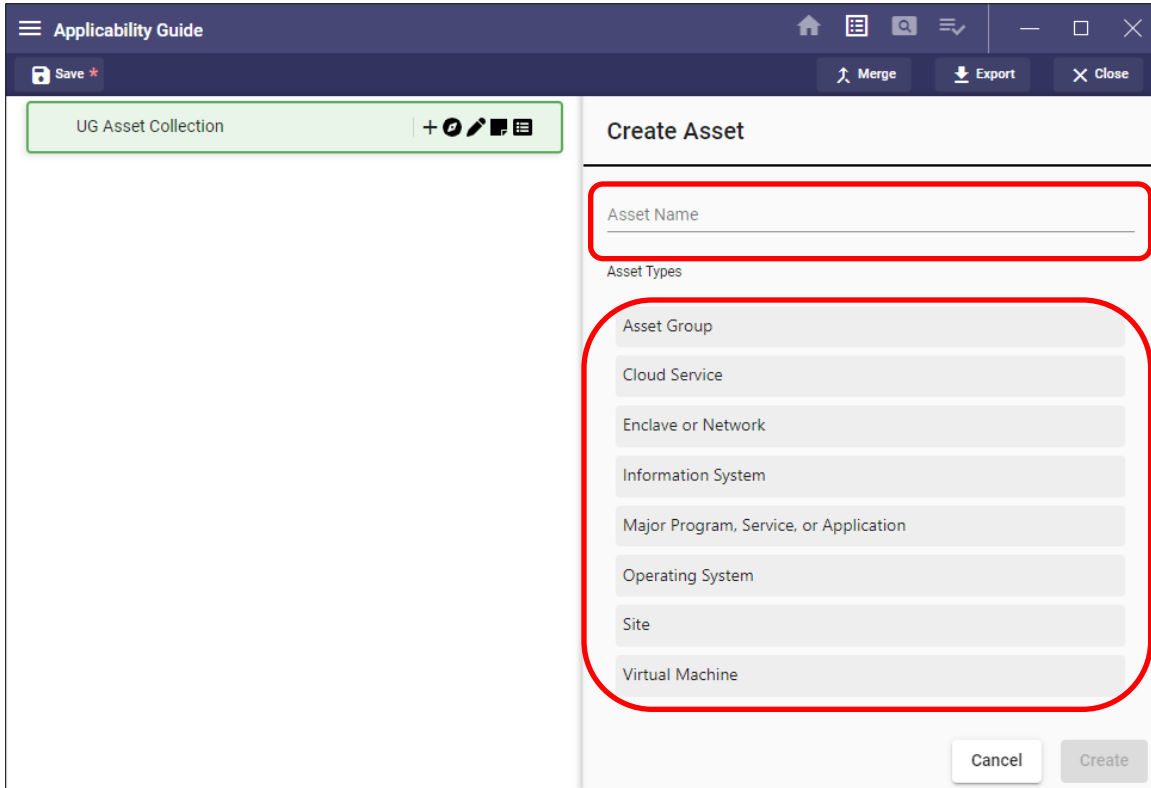 Applicability Guide
Save *
Merge
Export
Close
UG Asset Collection
Create Asset
Asset Name
Asset Types
Asset Group
Cloud Service
Enclave or Network
Information System
Major Program, Service, or Application
Operating System
Site
Virtual Machine
Cancel
Create